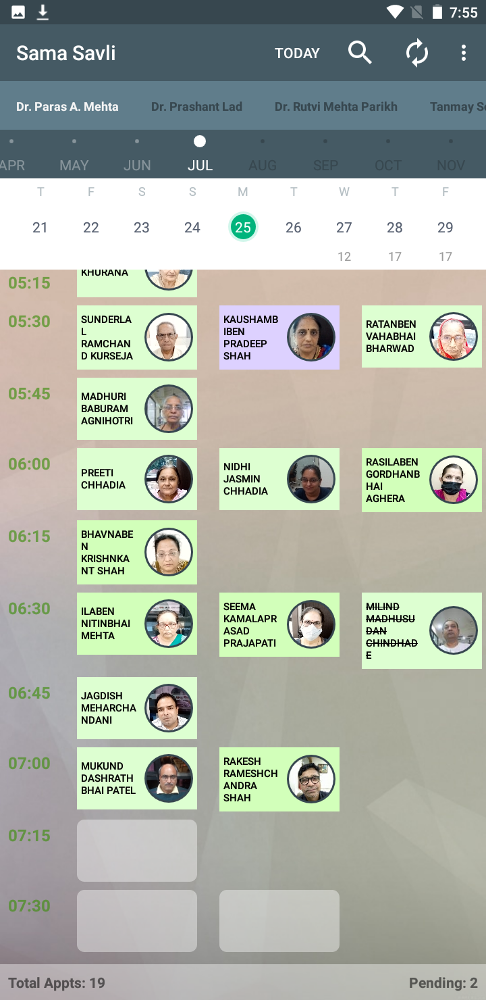 7:55
Sama Savli TODAY
Dr. Paras A. Mehta Dr. Prashant Lad Dr. Rutvi Mehta Parikh Tanmay S
APR MAY JUN JUL AUG SEP OCT NOV
T F S S M T W T F
21 22 23 24 25 26 27 28 29
12 17 17
05:15
KHURANA
05:30
SUNDERLA
L
RAMCHAN
D KURSEJA
KAUSHAMB
IBEN
PRADEEP
SHAH
RATANBEN
VAHABHAI
BHARWAD
05:45
MADHURI
BABURAM
AGNIHOTRI
06:00
PREETI
CHHADIA
NIDHI
JASMIN
CHHADIA
RASILABEN
GORDHANB
HAI
AGHERA
06:15
BHAVNABE
N
KRISHNKA
NT SHAH
06:30
ILABEN
NITINBHAI
MEHTA
SEEMA
KAMALAPR
ASAD
PRAJAPATI
MILIND
MADHUSU
DAN
CHINDHAD
E
06:45
JAGDISH
MEHARCHA
NDANI
07:00
MUKUND
DASHRATH
BHAI PATEL
RAKESH
RAMESHCH
ANDRA
SHAH
07:15
07:30
Total Appts: 19 Pending: 2